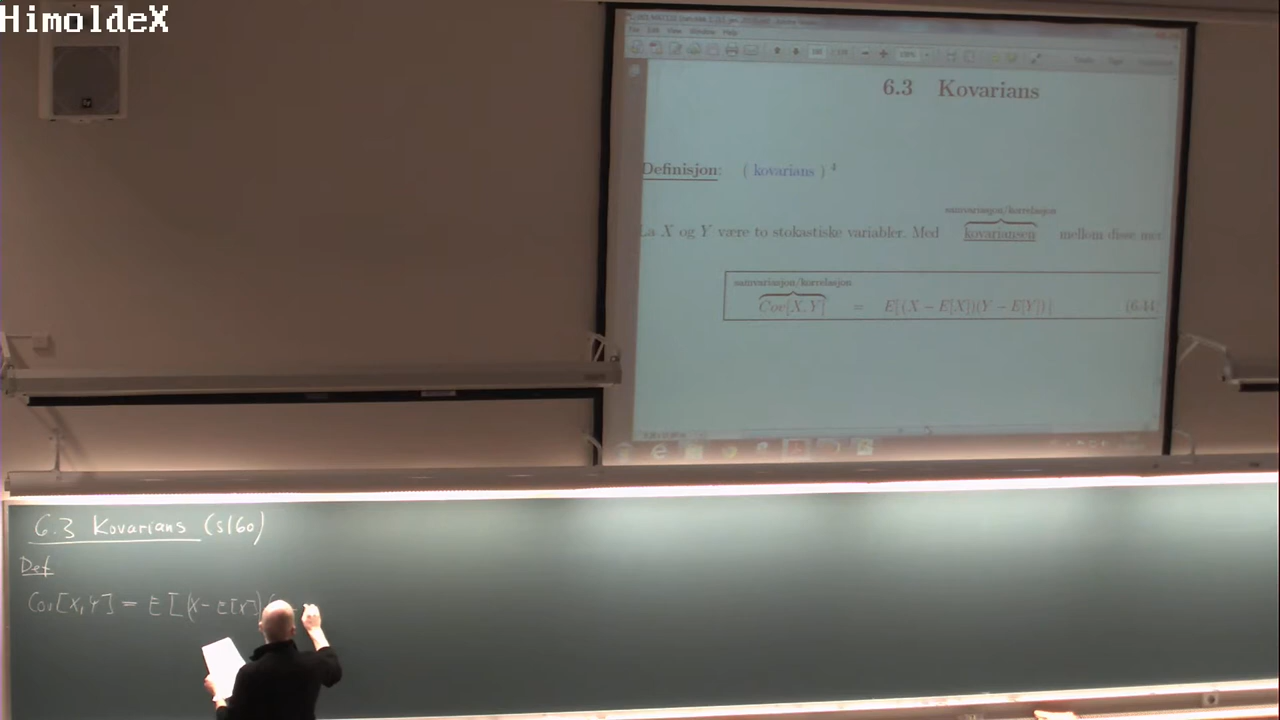 HimoldeX
6.3 Kovarians
Definisjon: ( kovarians ) 4
samvariasjon/korrelasjon
La X og Y være to stokastiske variabler. Med kovariansen mellom disse
samvariasjon/korrelasjon
Cov[X,Y] = E[(X − E[X])(Y − E[Y])] (6.44
6.3 Kovarians (s160)
Def
Cov[X,Y] = E[(X- E[X])